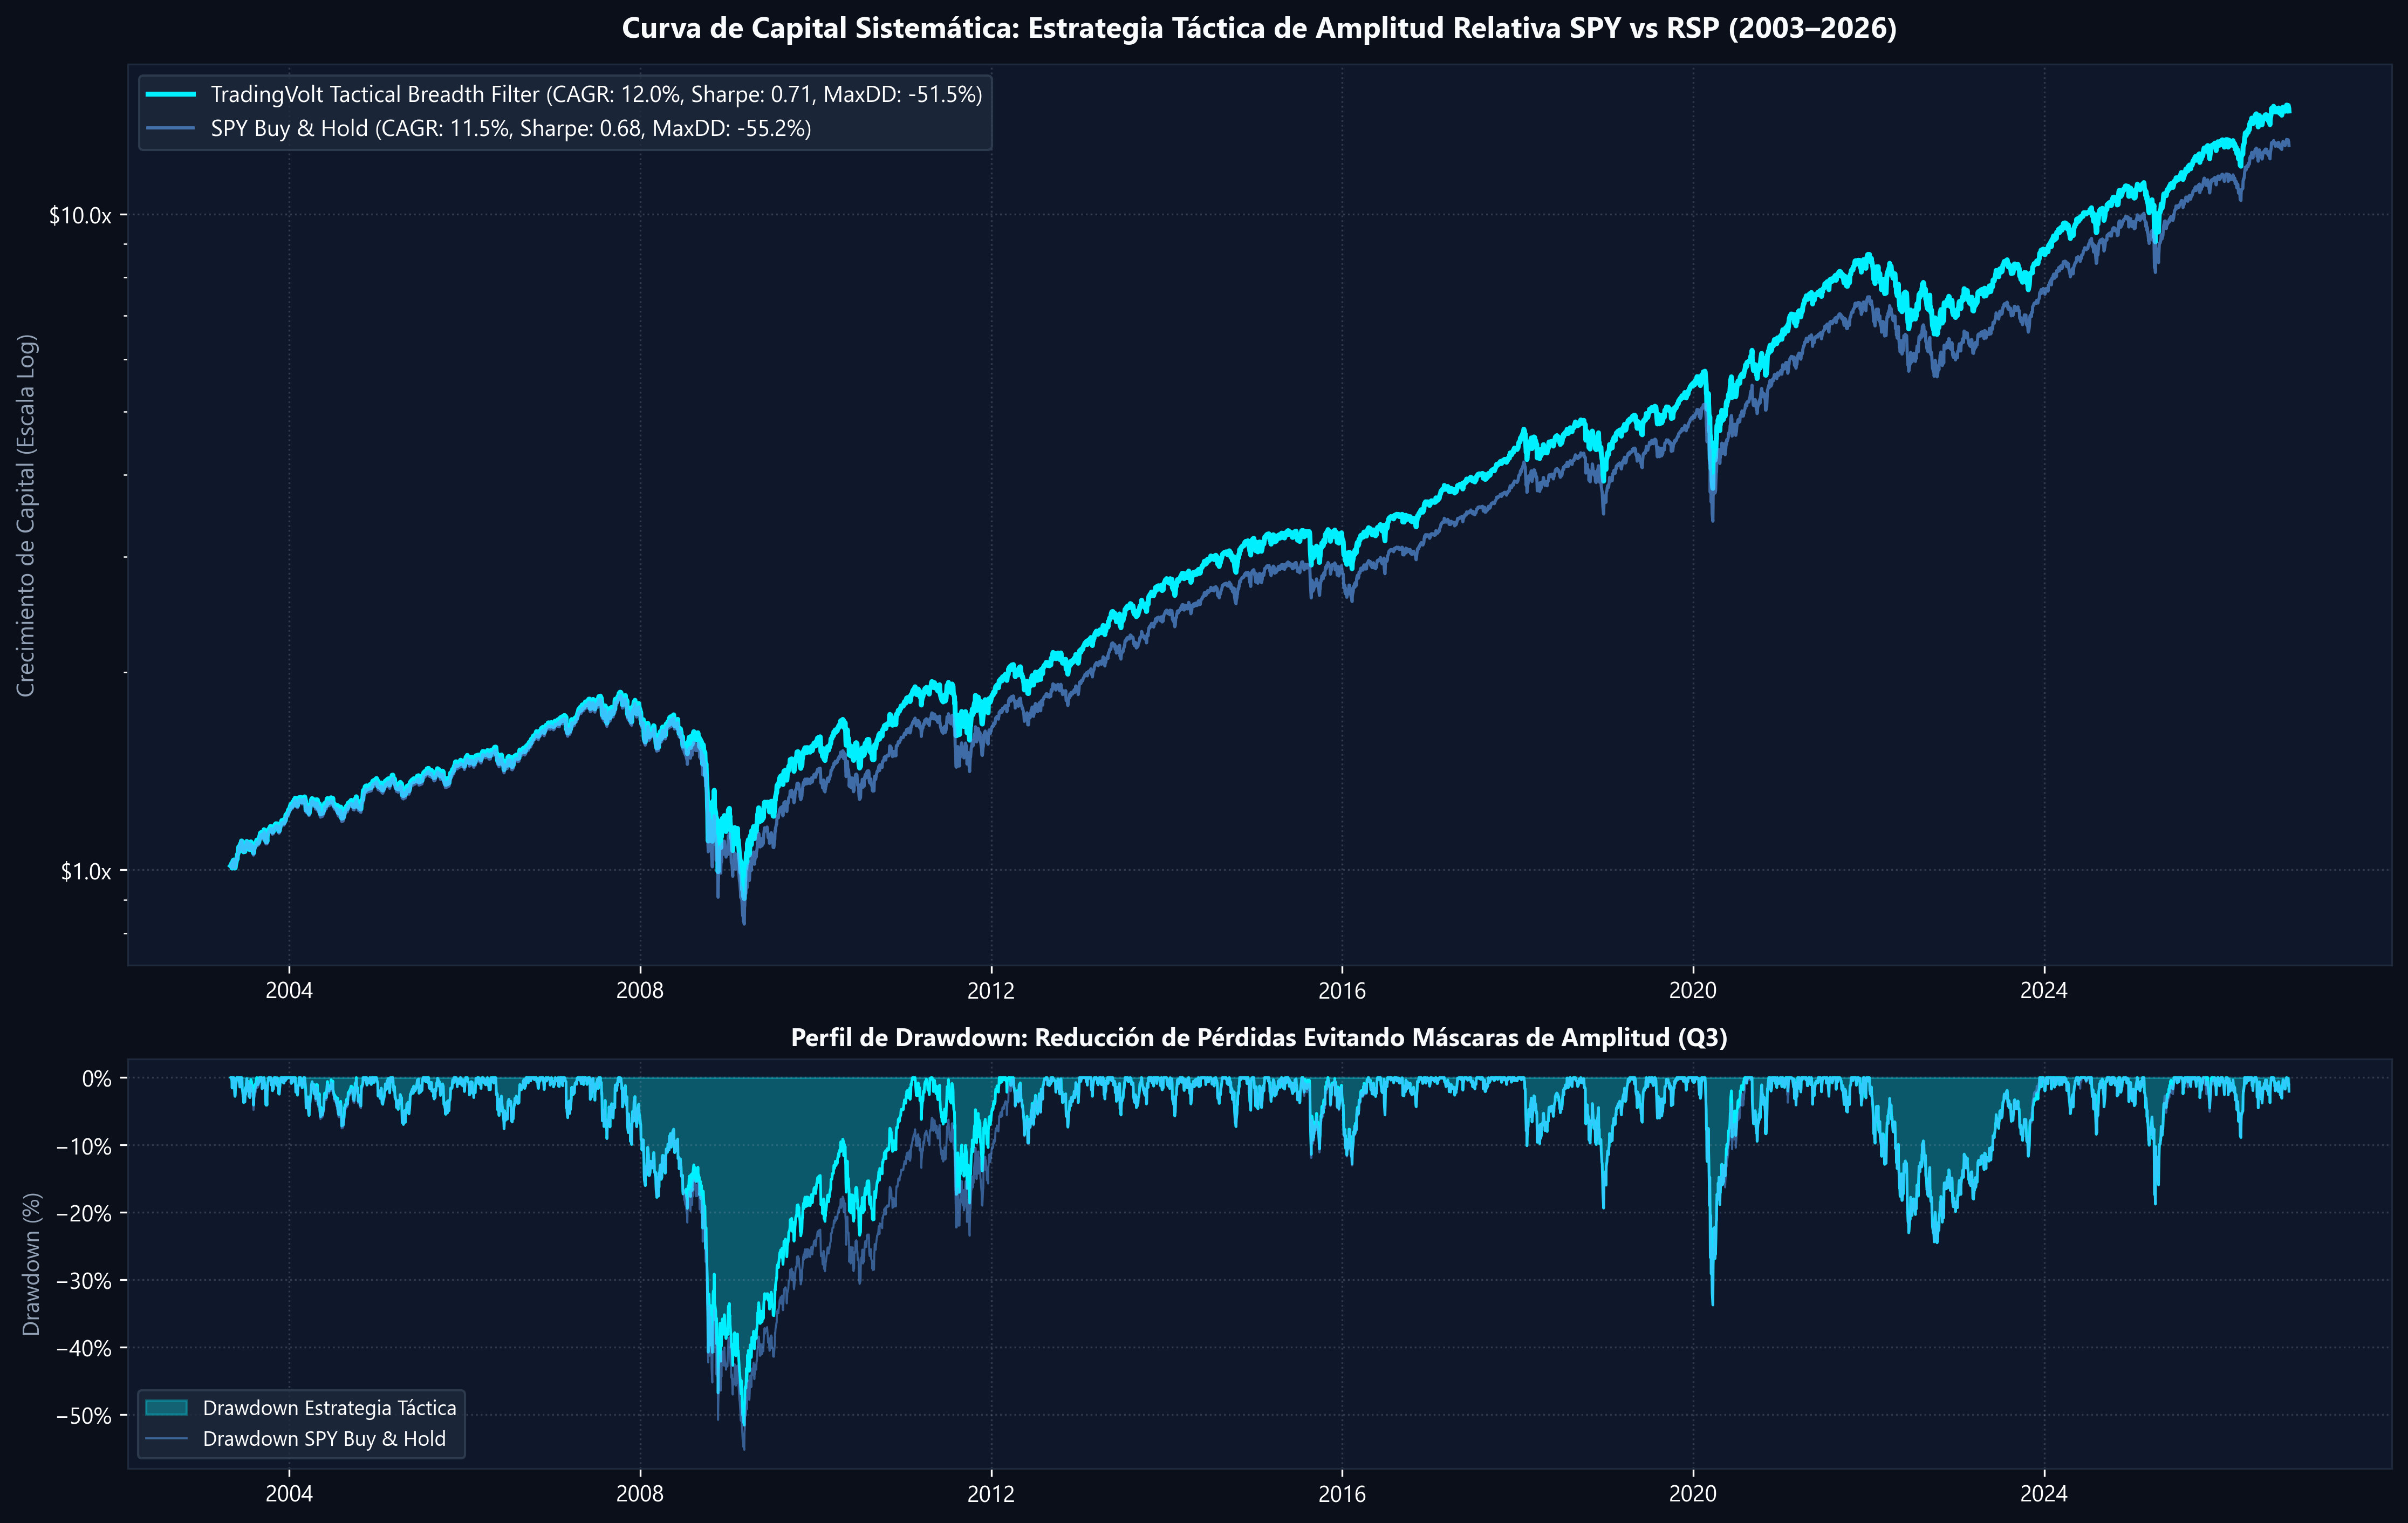 Curva de Capital Sistemática: Estrategia Táctica de Amplitud Relativa SPY vs RSP (2003–2026)
TradingVolt Tactical Breadth Filter (CAGR: 12.0%, Sharpe: 0.71, MaxDD: -51.5%)
SPY Buy & Hold (CAGR: 11.5%, Sharpe: 0.68, MaxDD: -55.2%)
Crecimiento de Capital (Escala Log)
$10.0x
$1.0x
2004
2008
2012
2016
2020
2024
Perfil de Drawdown: Reducción de Pérdidas Evitando Máscaras de Amplitud (Q3)
Drawdown (%)
0%
−10%
−20%
−30%
−40%
−50%
Drawdown Estrategia Táctica
Drawdown SPY Buy & Hold
2004
2008
2012
2016
2020
2024